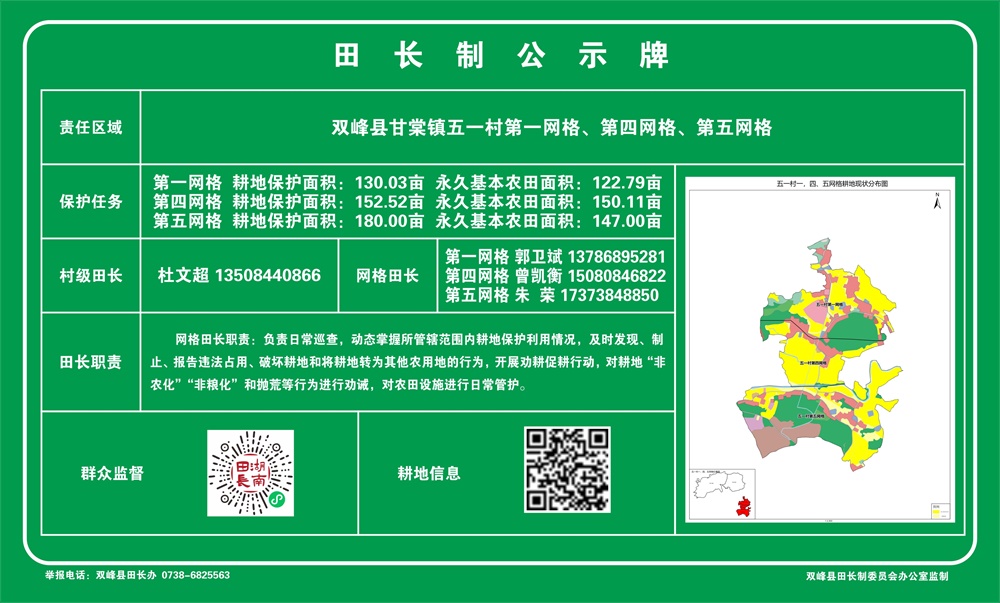 田长制公示牌
责任区域
双峰县甘棠镇五一村第一网格、第四网格、第五网格
保护任务
第一网格 耕地保护面积：130.03亩 永久基本农田面积：122.79亩
第四网格 耕地保护面积：152.52亩 永久基本农田面积：150.11亩
第五网格 耕地保护面积：180.00亩 永久基本农田面积：147.00亩
村级田长
杜文超 13508440866
网格田长
第一网格 郭卫斌 13786895281
第四网格 曾凯衡 15080846822
第五网格 朱 荣 17373848850
田长职责
网格田长职责：负责日常巡查，动态掌握所管辖范围内耕地保护利用情况，及时发现、制
止、报告违法占用、破坏耕地和将耕地转为其他农用地的行为，开展劝耕促耕行动，对耕地“非
农化”“非粮化”和抛荒等行为进行劝诫，对农田设施进行日常管护。
五一村一、四、五网格耕地现状分布图
N
五一村第一网格
五一村第四网格
五一村第五网格
群众监督
湖南田长
耕地信息
举报电话：双峰县田长办 0738-6825563
双峰县田长制委员会办公室监制